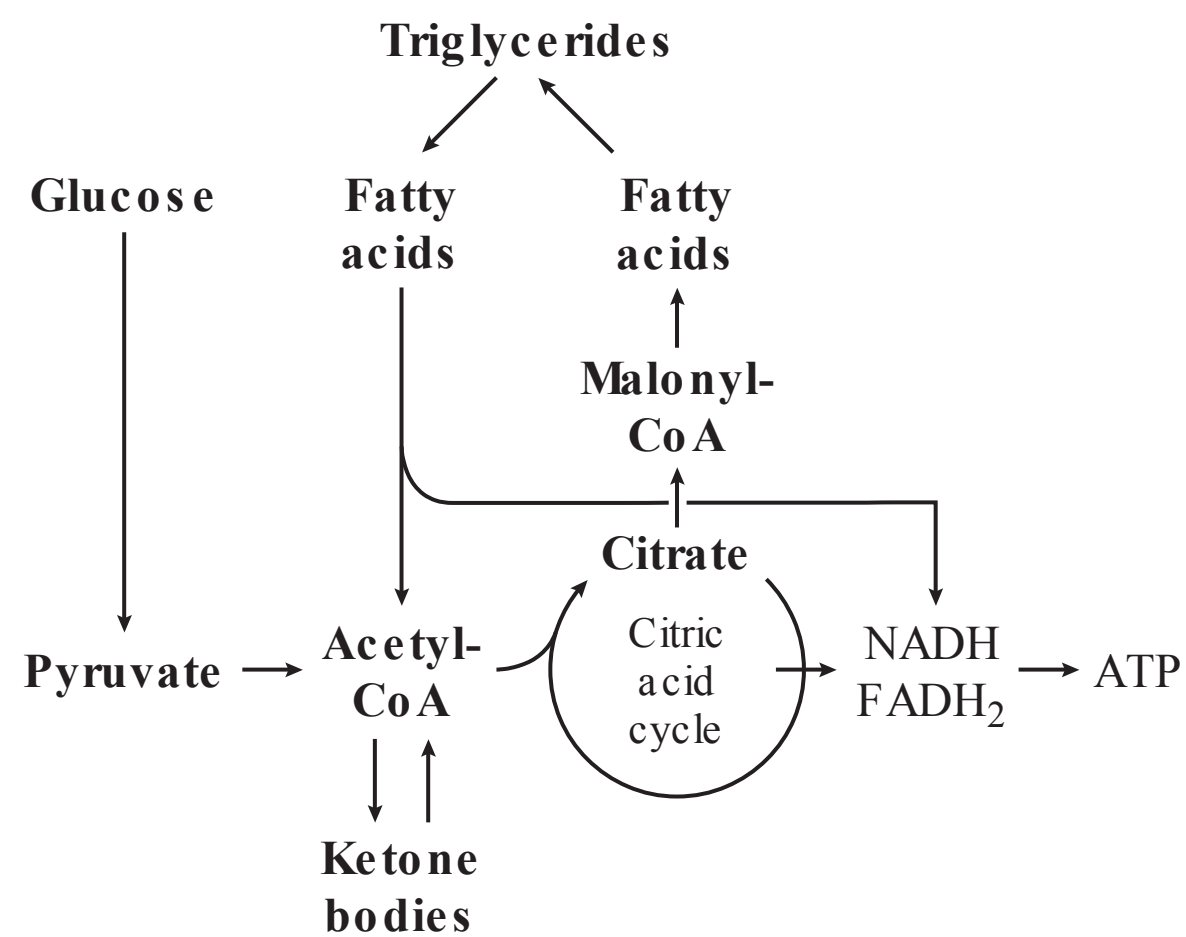 Triglycerides
Glucose
Fatty
acids
Fatty
acids
Malonyl-
CoA
Citrate
Pyruvate
Acetyl-
CoA
Citric
acid
cycle
NADH
FADH₂
ATP
Ketone
bodies